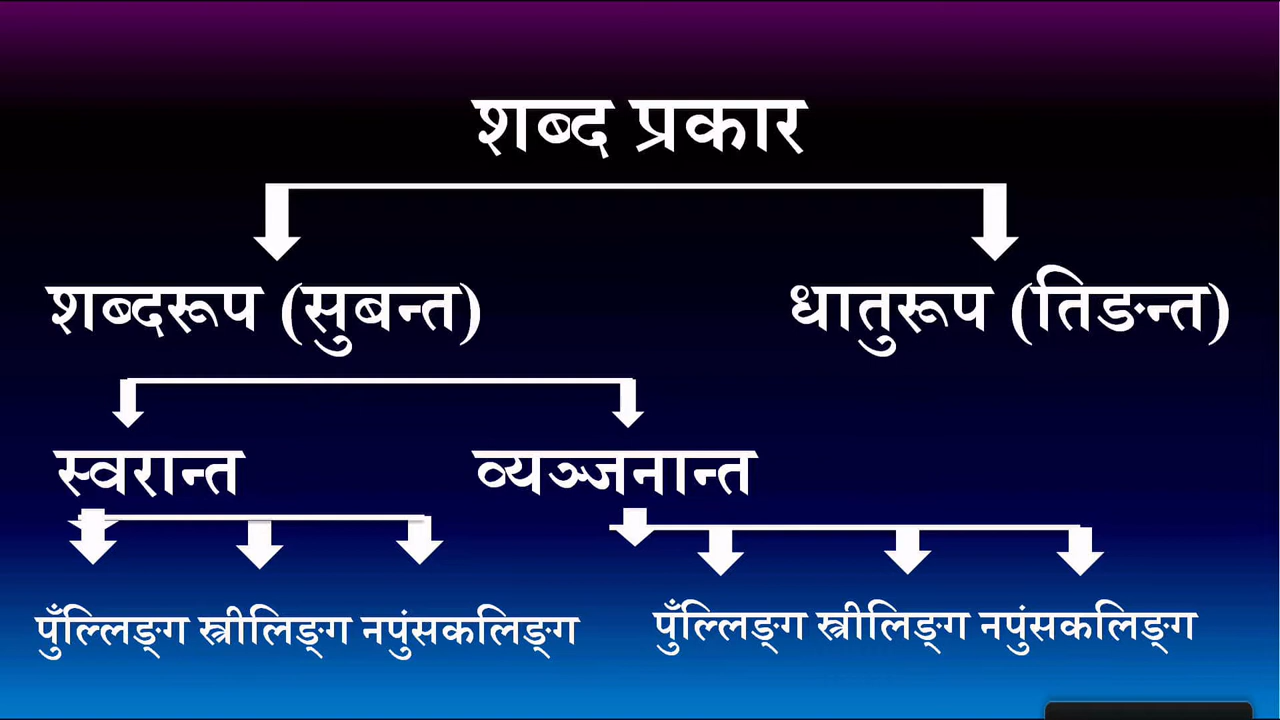 शब्द प्रकार
शब्दरूप (सुबन्त) धातुरूप (तिङन्त)
स्वरान्त व्यञ्जनान्त
पुँल्लिङ्ग स्त्रीलिङ्ग नपुंसकलिङ्ग पुँल्लिङ्ग स्त्रीलिङ्ग नपुंसकलिङ्ग